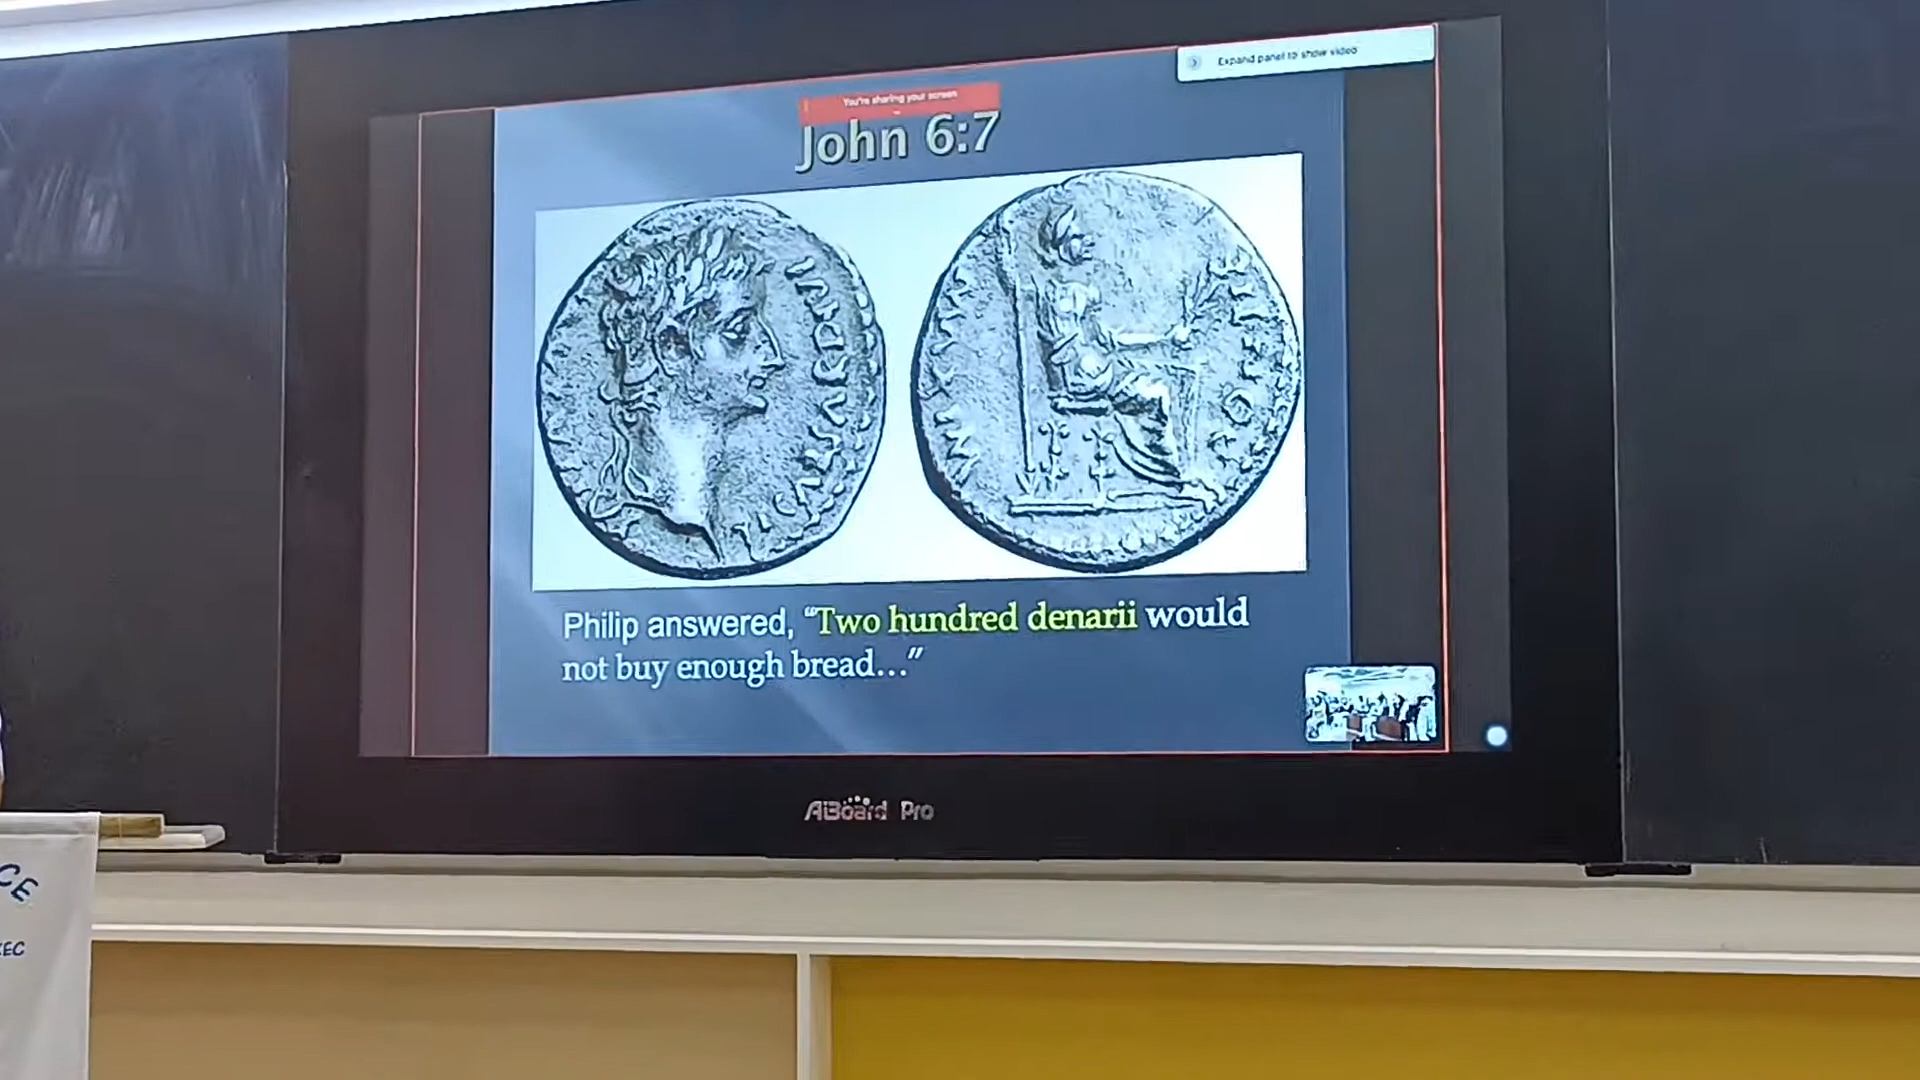 Expand panel to show video
You're sharing your screen
John 6:7
Philip answered, “Two hundred denarii would
not buy enough bread…”
AiBoard Pro
CE